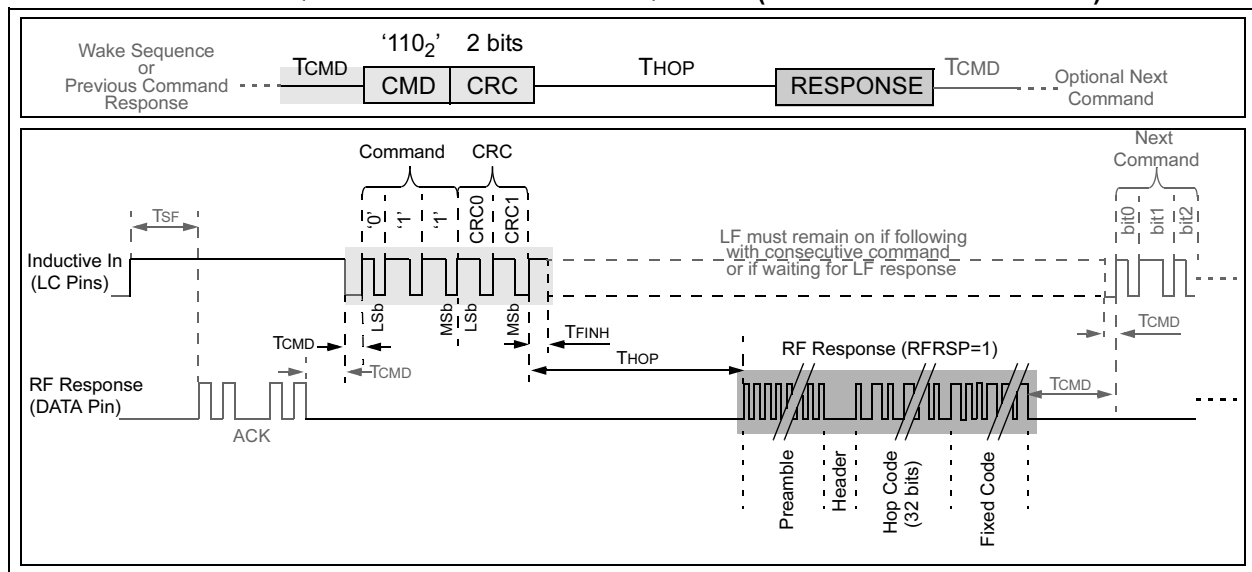 '110₂' 2 bits
Wake Sequence
or
Previous Command
Response
TCMD
CMD CRC
THOP
RESPONSE
TCMD
Optional Next
Command
Command CRC
Next
Command
TSF
'0' '1' '1' CRC0 CRC1
bit0 bit1 bit2
Inductive In
(LC Pins)
LF must remain on if following
with consecutive command
or if waiting for LF response
LSb MSb LSb MSb
TCMD
TCMD
TFINH
THOP
TCMD
RF Response (RFRSP=1)
TCMD
RF Response
(DATA Pin)
ACK
Preamble
Header
Hop Code
(32 bits)
Fixed Code